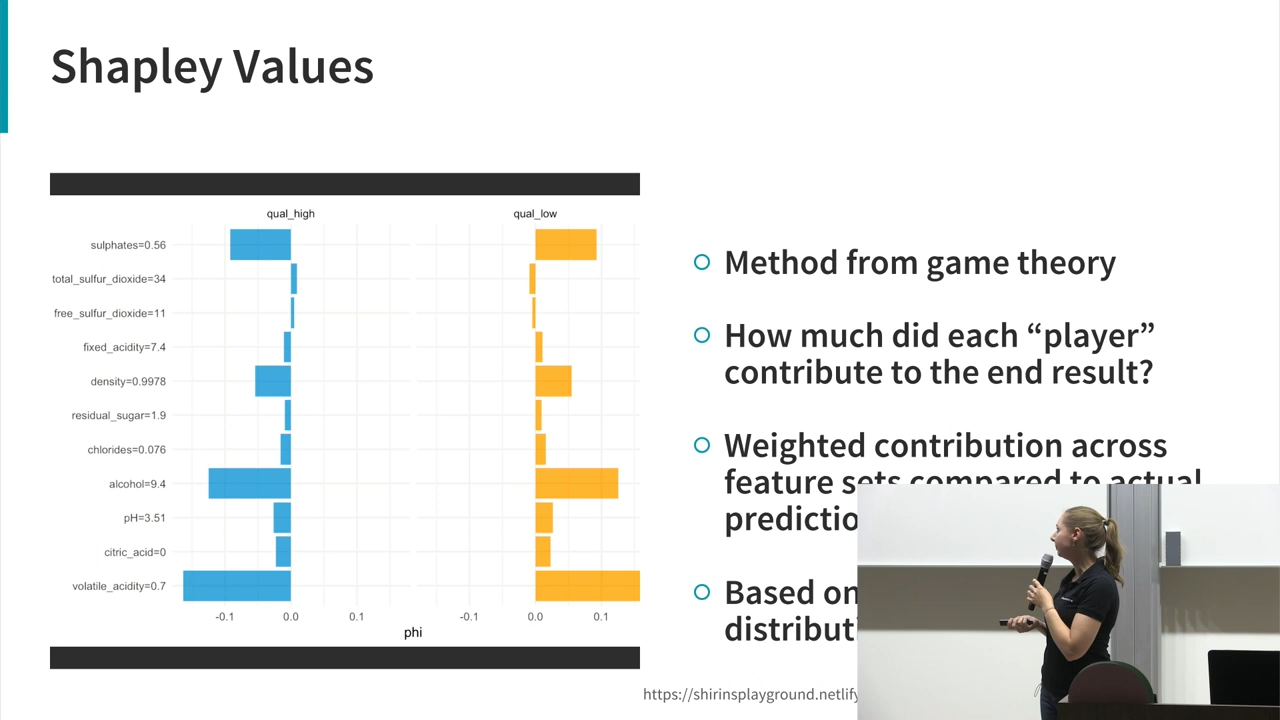 Shapley Values
qual_high
qual_low
sulphates=0.56
total_sulfur_dioxide=34
free_sulfur_dioxide=11
fixed_acidity=7.4
density=0.9978
residual_sugar=1.9
chlorides=0.076
alcohol=9.4
pH=3.51
citric_acid=0
volatile_acidity=0.7
-0.1 0.0 0.1 -0.1 0.0 0.1
phi
Method from game theory
How much did each “player”
contribute to the end result?
Weighted contribution across
feature sets compared to actual
Based on
https://shirinsplayground.netlify